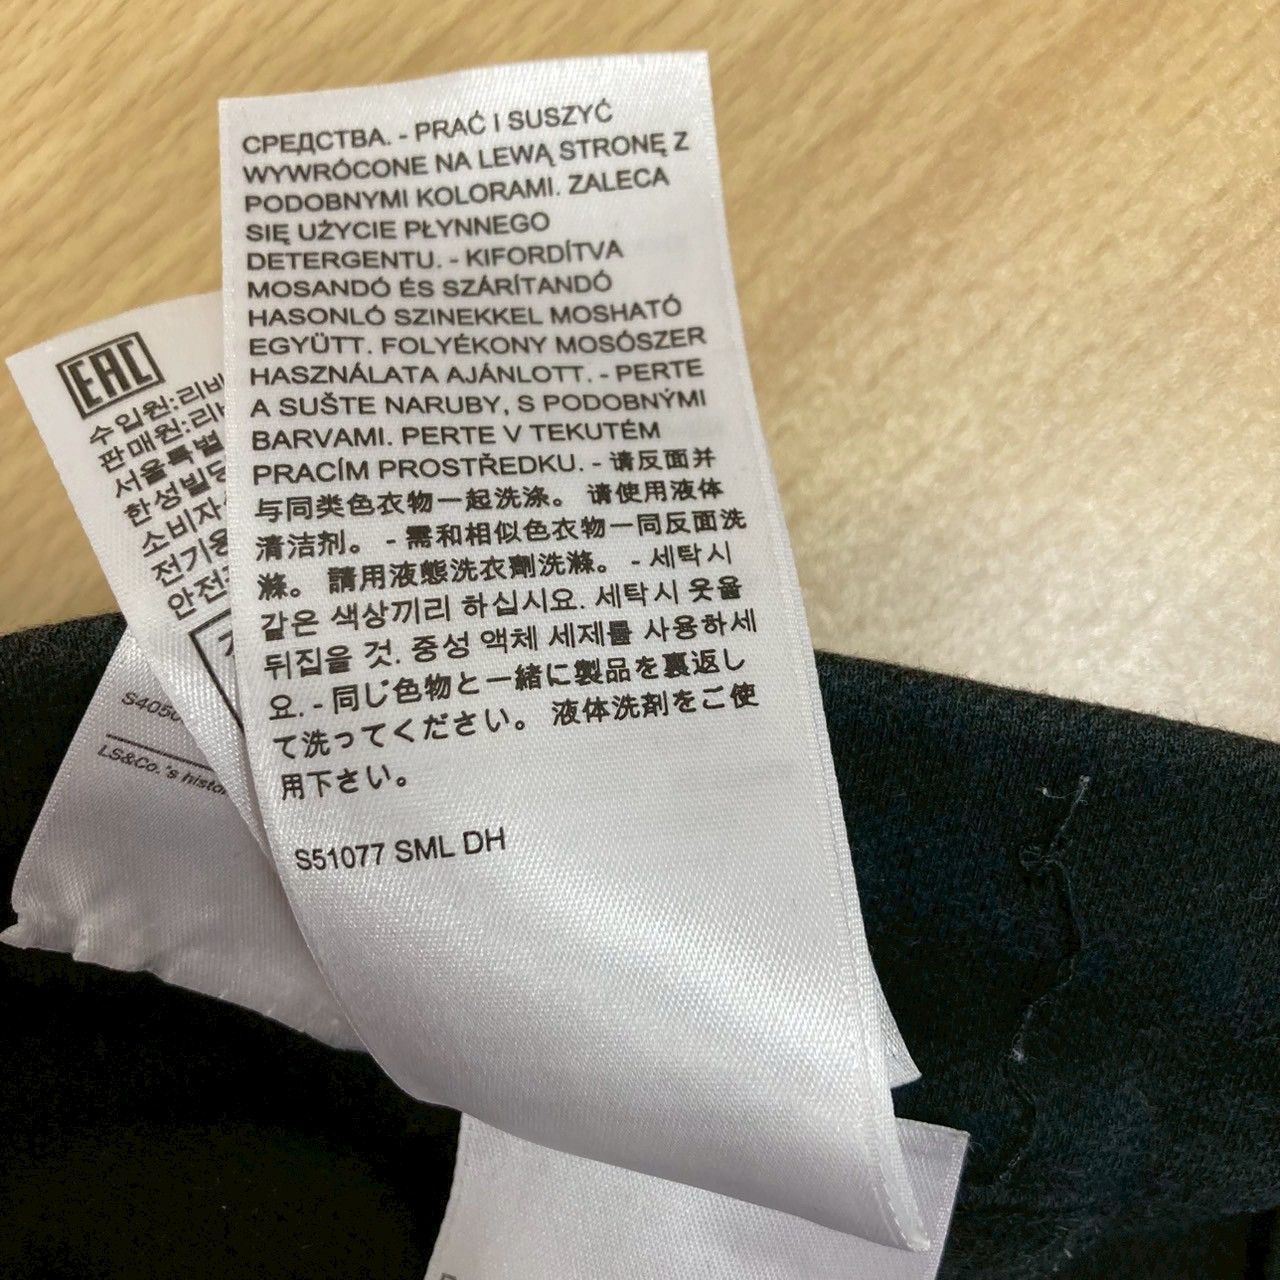 СРЕДСТВА. - PRAĆ I SUSZYĆ
WYWRÓCONE NA LEWĄ STRONĘ Z
PODOBNYMI KOLORAMI. ZALECA
SIĘ UŻYCIE PŁYNNEGO
DETERGENTU. - KIFORDÍTVA
MOSANDÓ ÉS SZÁRÍTANDÓ
HASONLÓ SZINEKKEL MOSHATÓ
EGYÜTT. FOLYÉKONY MOSÓSZER
HASZNÁLATA AJÁNLOTT. - PERTE
A SUŠTE NARUBY, S PODOBNÝMI
BARVAMI. PERTE V TEKUTÉM
PRACÍM PROSTŘEDKU. - 请反面并
与同类色衣物一起洗涤。 请使用液体
清洁剂。 - 需和相似色衣物一同反面洗
滌。 請用液態洗衣劑洗滌。 - 세탁시
같은 색상끼리 하십시요. 세탁시 옷을
뒤집을 것. 중성 액체 세제를 사용하세
요. - 同じ色物と一緒に製品を裏返し
て洗ってください。 液体洗剤をご使
用下さい。
S51077 SML DH
EAC
수입원:리바
판매원:리바
서울특별
한성빌딩
소비자
전기용
안전
S4050
LS&Co.'s histor